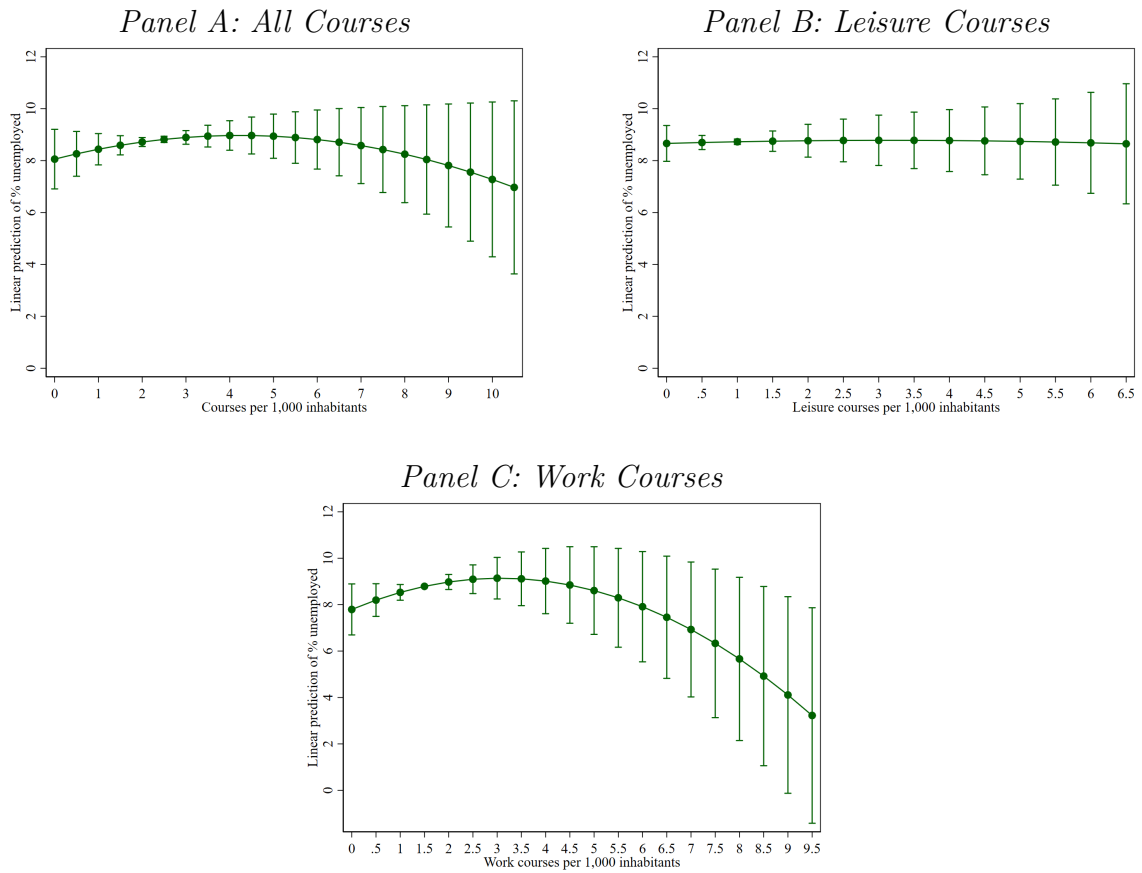 Panel A: All Courses
Linear prediction of % unemployed
12
10
8
6
4
2
0
0 1 2 3 4 5 6 7 8 9 10
Courses per 1,000 inhabitants
Panel B: Leisure Courses
Linear prediction of % unemployed
12
10
8
6
4
2
0
0 .5 1 1.5 2 2.5 3 3.5 4 4.5 5 5.5 6 6.5
Leisure courses per 1,000 inhabitants
Panel C: Work Courses
Linear prediction of % unemployed
12
10
8
6
4
2
0
0 .5 1 1.5 2 2.5 3 3.5 4 4.5 5 5.5 6 6.5 7 7.5 8 8.5 9 9.5
Work courses per 1,000 inhabitants